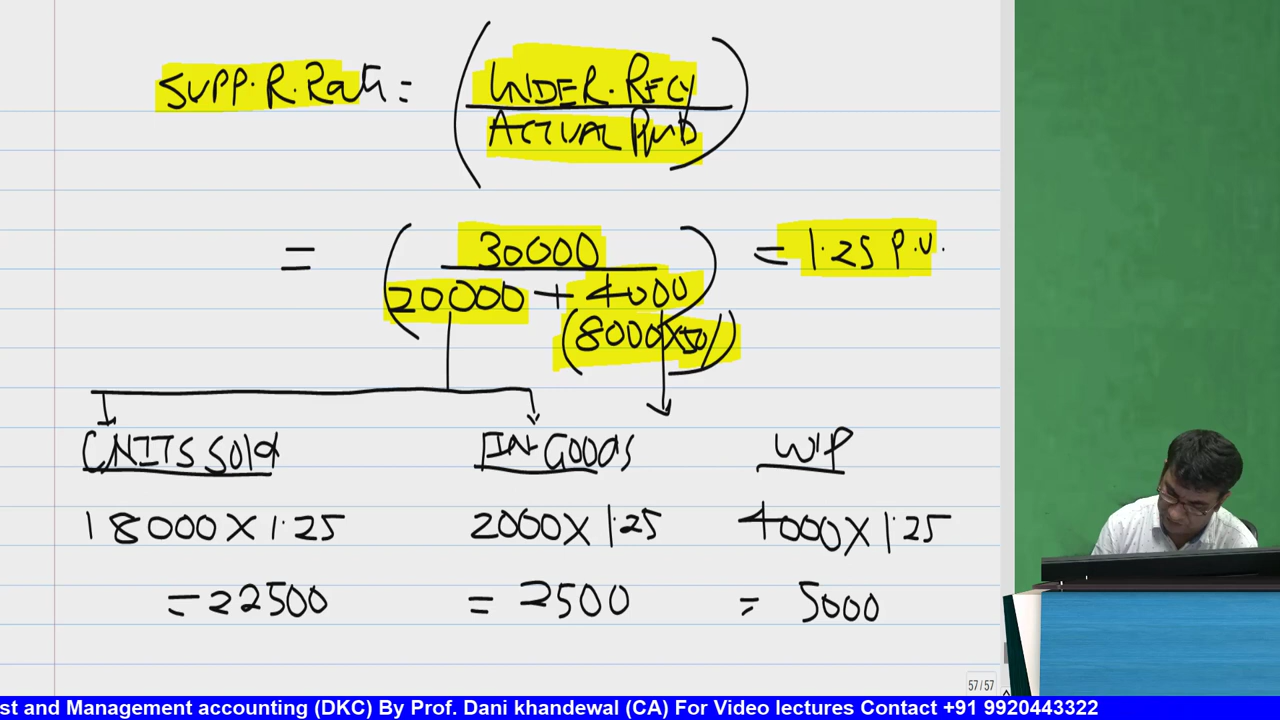 SUPP. R. Rate = (UNDER. RECY / ACTUAL Prod)
= (30000 / 20000 + 4000 (8000 X 50%)) = 1.25 P.U.
UNITS Sold FIN Goods WIP
18000 X 1.25 2000 X 1.25 4000 X 1.25
= 22500 = 2500 = 5000
57/57
st and Management accounting (DKC) By Prof. Dani khandewal (CA) For Video lectures Contact +91 9920443322